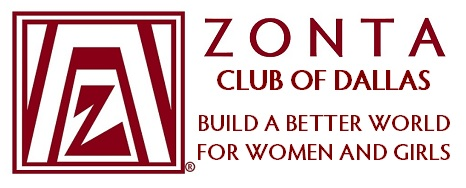 ZONTA
CLUB OF DALLAS
BUILD A BETTER WORLD
FOR WOMEN AND GIRLS
®